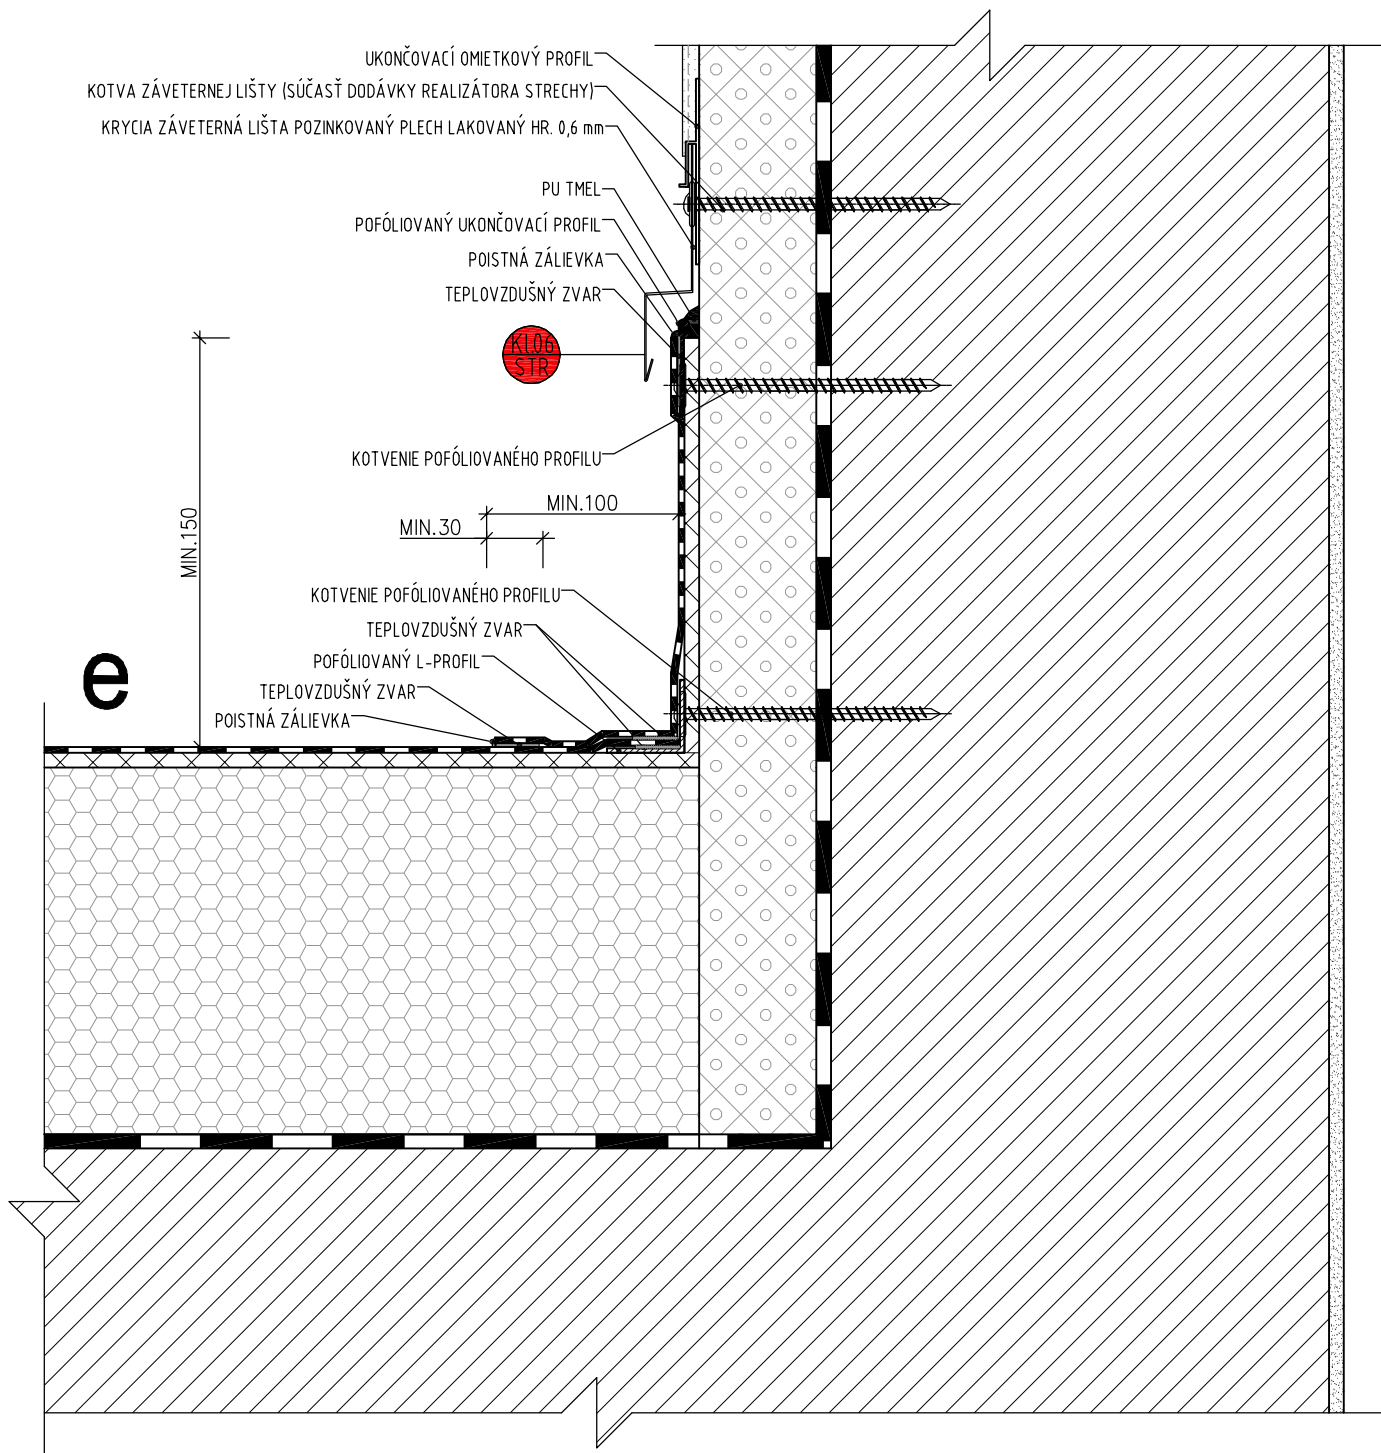 UKONČOVACÍ OMIETKOVÝ PROFIL
KOTVA ZÁVETERNEJ LIŠTY (SÚČASŤ DODÁVKY REALIZÁTORA STRECHY)
KRYCIA ZÁVETERNÁ LIŠTA POZINKOVANÝ PLECH LAKOVANÝ HR. 0,6 mm
PU TMEL
POFÓLIOVANÝ UKONČOVACÍ PROFIL
POISTNÁ ZÁLIEVKA
TEPLOVZDUŠNÝ ZVAR
KL06
STR
KOTVENIE POFÓLIOVANÉHO PROFILU
MIN.100
MIN.30
MIN.150
KOTVENIE POFÓLIOVANÉHO PROFILU
TEPLOVZDUŠNÝ ZVAR
POFÓLIOVANÝ L-PROFIL
TEPLOVZDUŠNÝ ZVAR
POISTNÁ ZÁLIEVKA
e